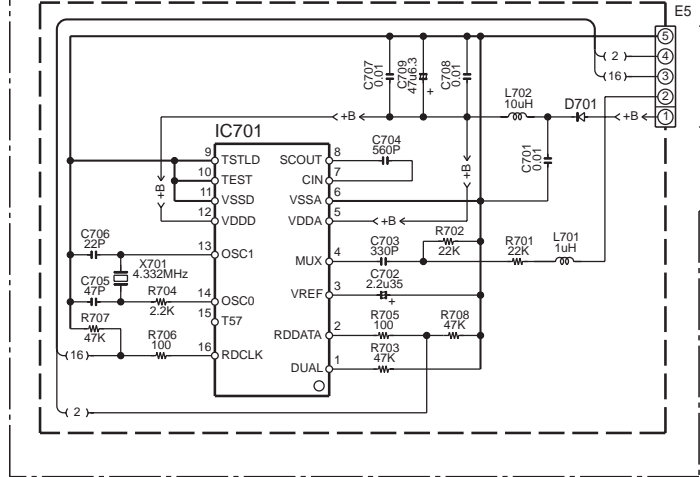 E5
5
4
3
2
1
2
16
C707
0.01
C709
47u6.3
+
C708
0.01
L702
10uH
D701
+B
+B
C701
0.01
IC701
C704
560P
9 TSTLD SCOUT 8
10 TEST CIN 7
11 VSSD VSSA 6
12 VDDD VDDA 5
+B
+B
+B
C706
22P
13 OSC1
X701
4.332MHz
MUX 4
C703
330P
R702
22K
R701
22K
L701
1uH
C705
47P
R704
2.2K
14 OSC0
VREF 3
C702
2.2u35
+
15 T57
R707
47K
R706
100
16 RDCLK
16
RDDATA 2
R705
100
R708
47K
DUAL 1
R703
47K
2